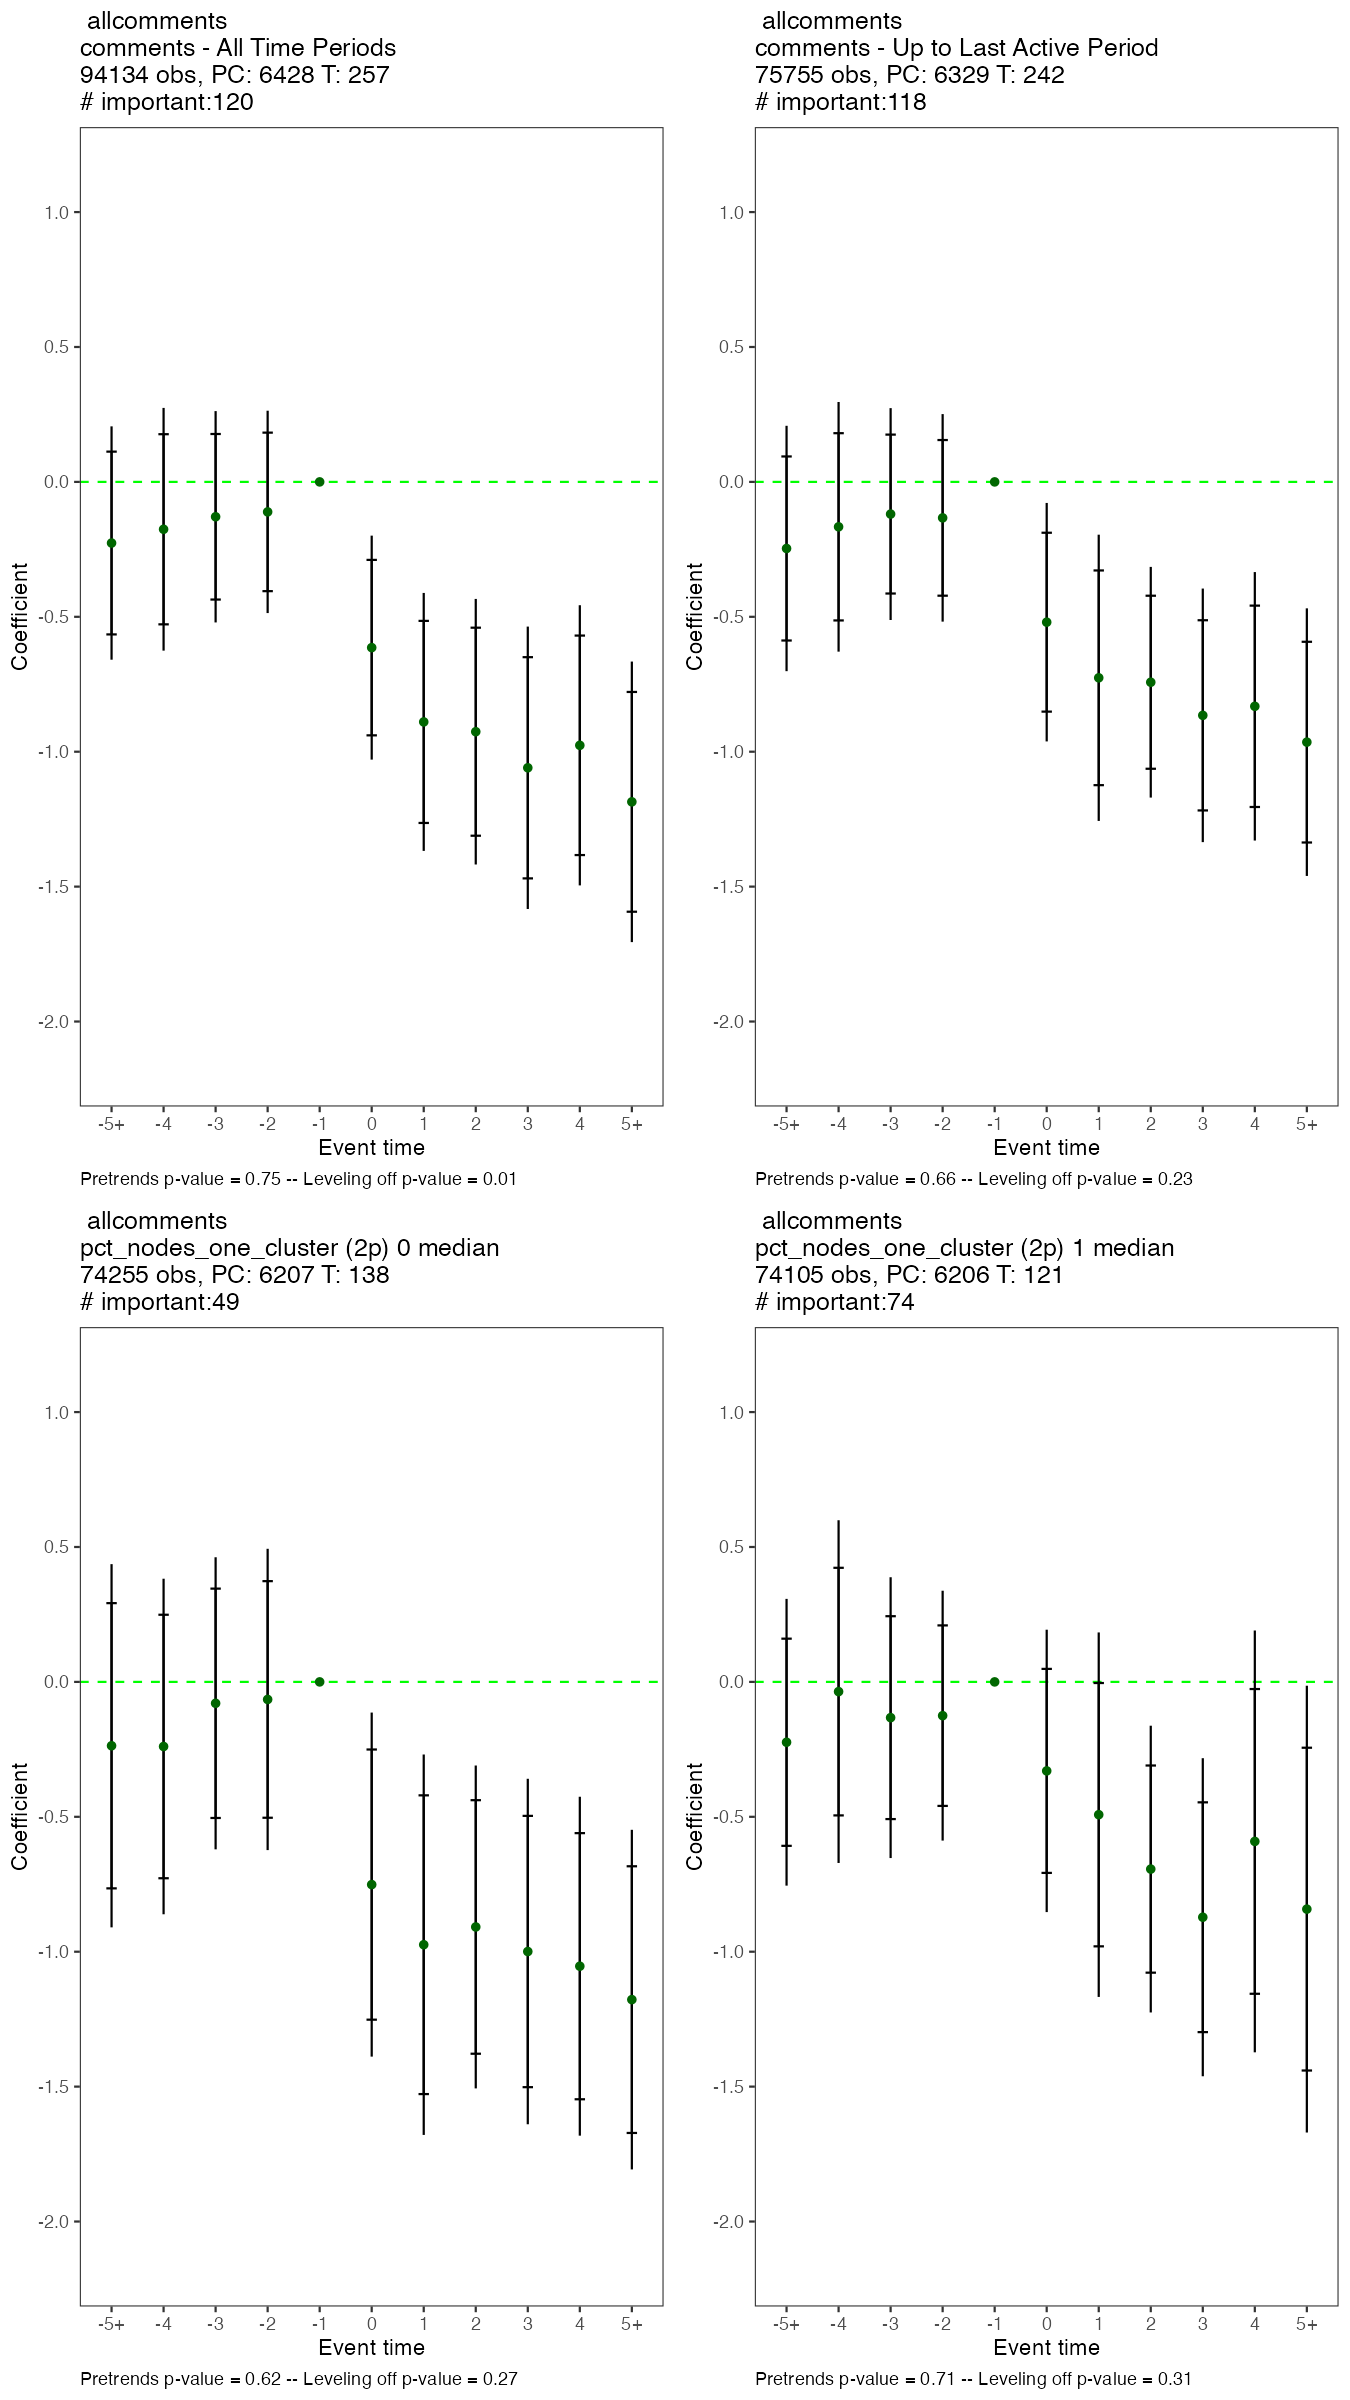 allcomments
comments - All Time Periods
94134 obs, PC: 6428 T: 257
# important:120
1.0
0.5
0.0
-0.5
-1.0
-1.5
-2.0
Coefficient
-5+ -4 -3 -2 -1 0 1 2 3 4 5+
Event time
Pretrends p-value = 0.75 -- Leveling off p-value = 0.01
allcomments
comments - Up to Last Active Period
75755 obs, PC: 6329 T: 242
# important:118
1.0
0.5
0.0
-0.5
-1.0
-1.5
-2.0
Coefficient
-5+ -4 -3 -2 -1 0 1 2 3 4 5+
Event time
Pretrends p-value = 0.66 -- Leveling off p-value = 0.23
allcomments
pct_nodes_one_cluster (2p) 0 median
74255 obs, PC: 6207 T: 138
# important:49
1.0
0.5
0.0
-0.5
-1.0
-1.5
-2.0
Coefficient
-5+ -4 -3 -2 -1 0 1 2 3 4 5+
Event time
Pretrends p-value = 0.62 -- Leveling off p-value = 0.27
allcomments
pct_nodes_one_cluster (2p) 1 median
74105 obs, PC: 6206 T: 121
# important:74
1.0
0.5
0.0
-0.5
-1.0
-1.5
-2.0
Coefficient
-5+ -4 -3 -2 -1 0 1 2 3 4 5+
Event time
Pretrends p-value = 0.71 -- Leveling off p-value = 0.31